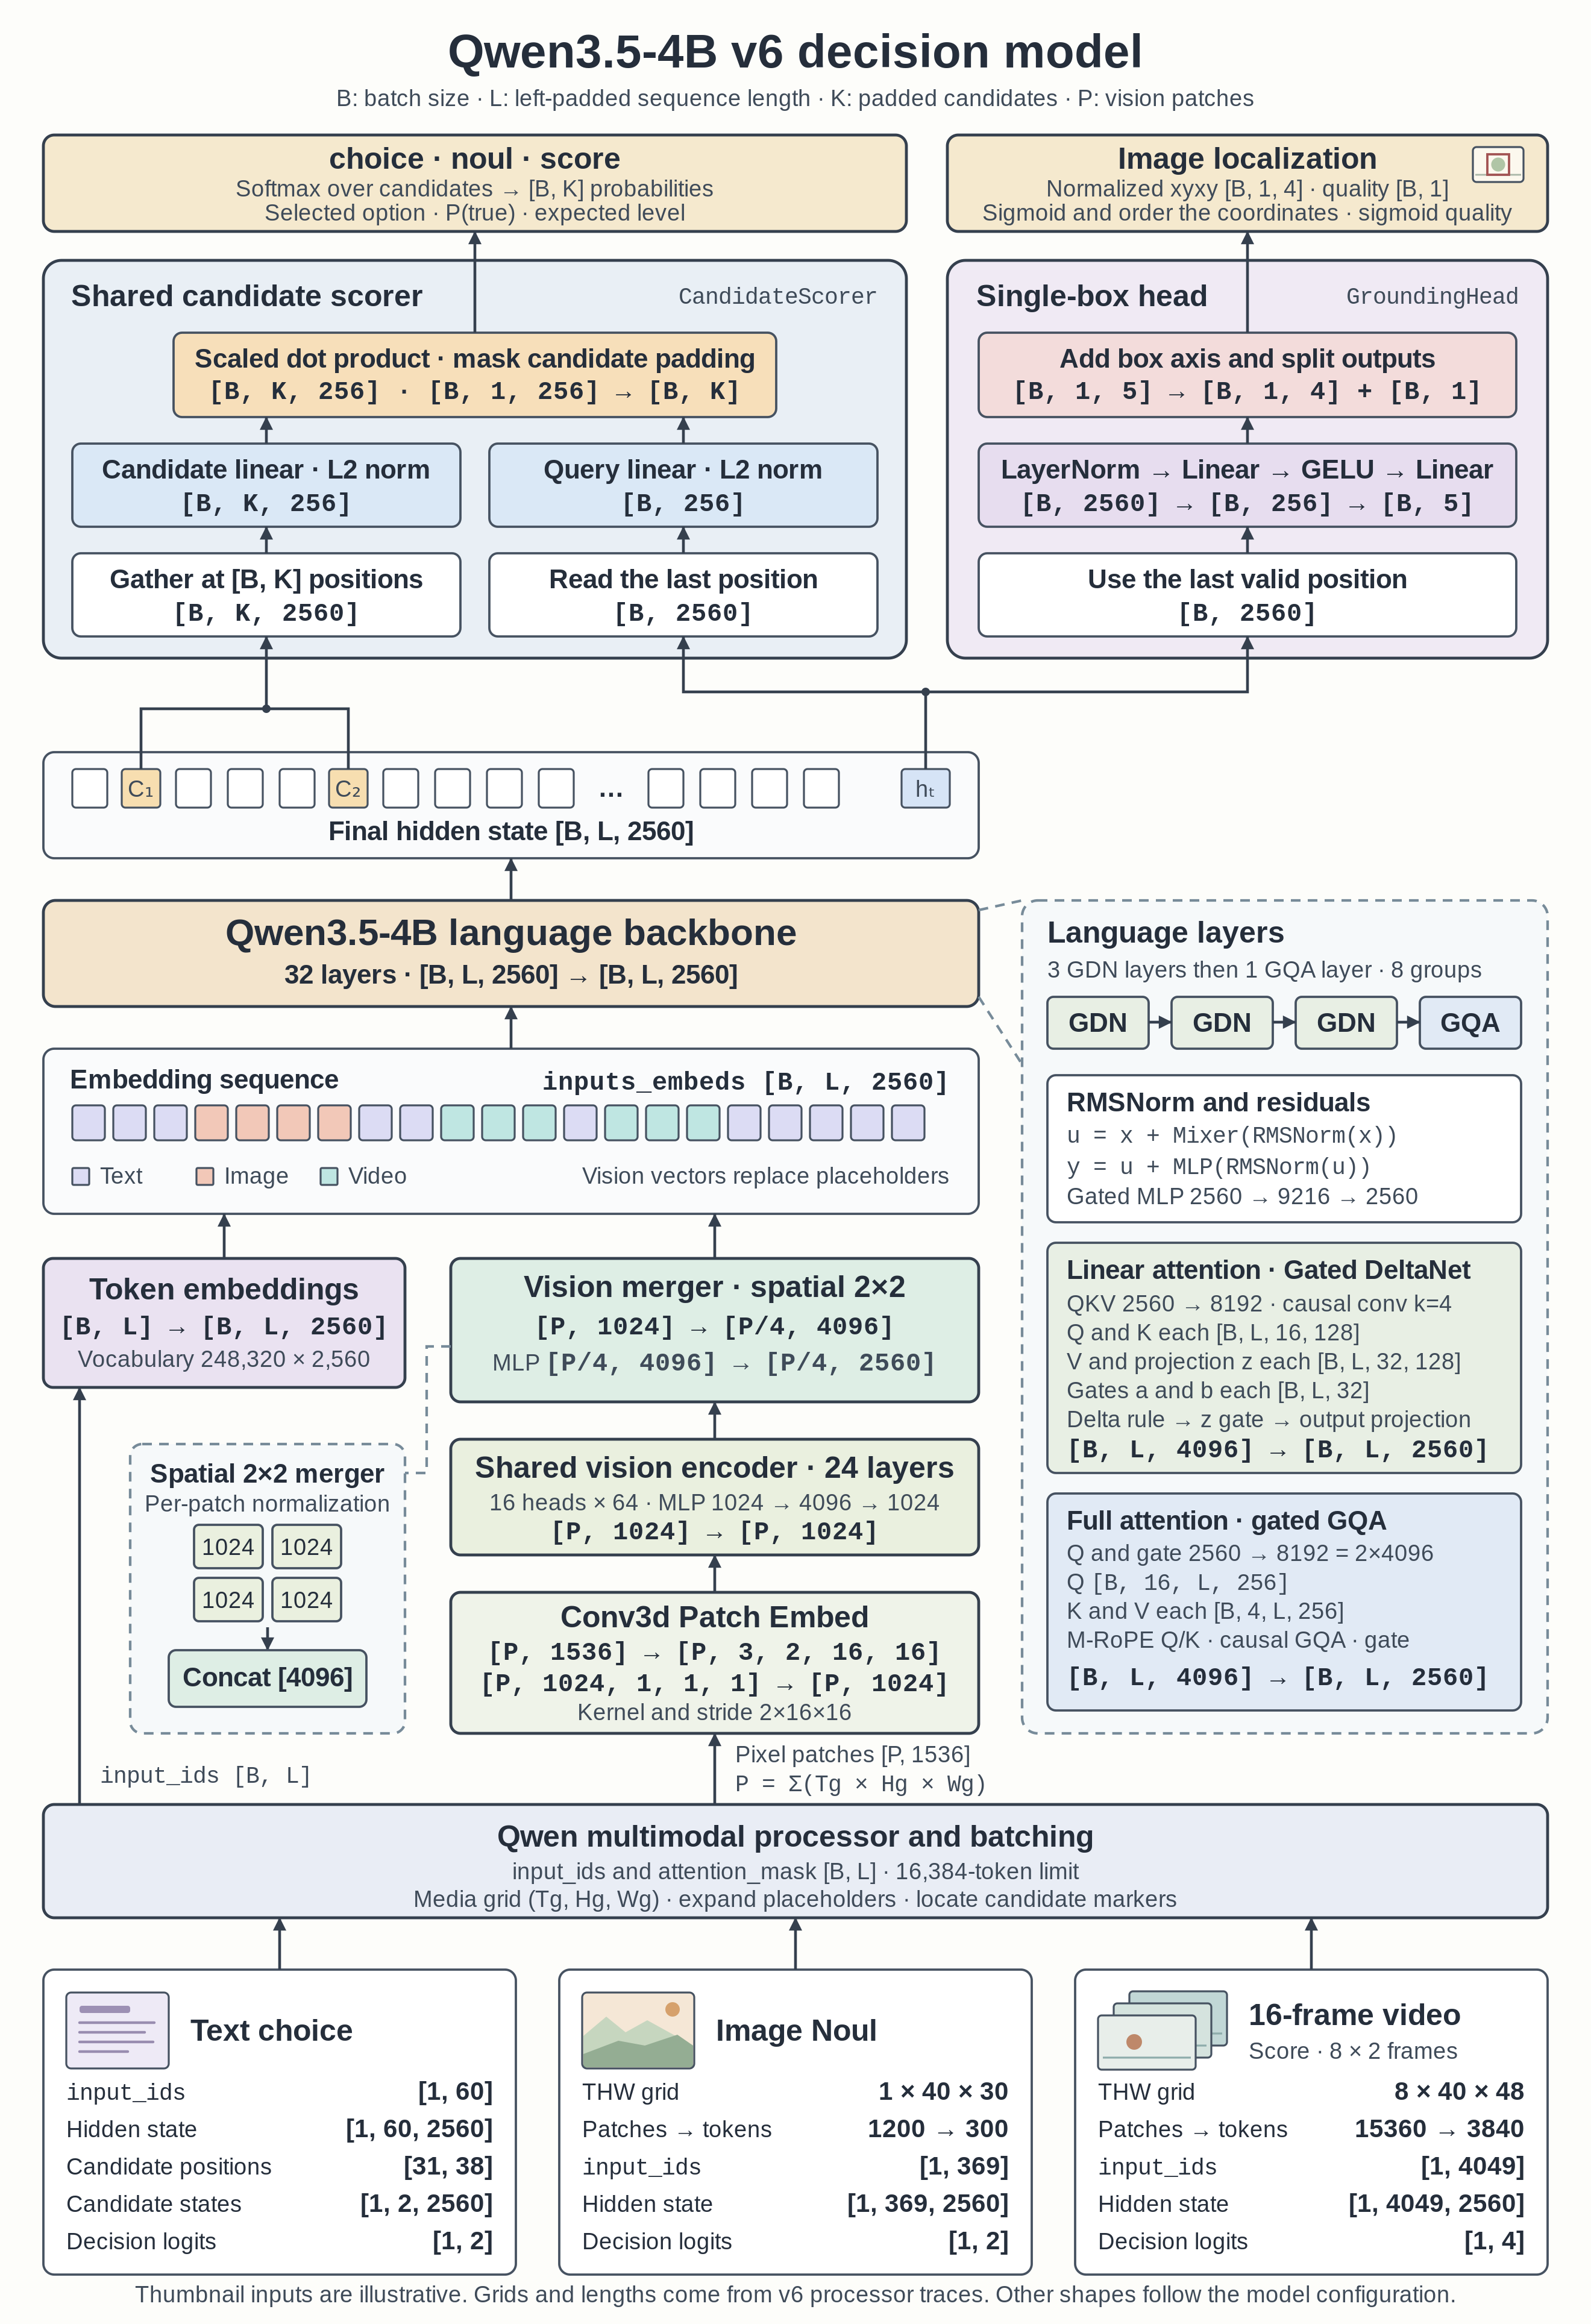 Qwen3.5-4B v6 decision model
B: batch size · L: left-padded sequence length · K: padded candidates · P: vision patches
choice · noul · score
Softmax over candidates → [B, K] probabilities
Selected option · P(true) · expected level
Image localization
Normalized xyxy [B, 1, 4] · quality [B, 1]
Sigmoid and order the coordinates · sigmoid quality
Shared candidate scorer
CandidateScorer
Scaled dot product · mask candidate padding
[B, K, 256] · [B, 1, 256] → [B, K]
Candidate linear · L2 norm
[B, K, 256]
Query linear · L2 norm
[B, 256]
Gather at [B, K] positions
[B, K, 2560]
Read the last position
[B, 2560]
Single-box head
GroundingHead
Add box axis and split outputs
[B, 1, 5] → [B, 1, 4] + [B, 1]
LayerNorm → Linear → GELU → Linear
[B, 2560] → [B, 256] → [B, 5]
Use the last valid position
[B, 2560]
C₁
C₂
...
hₜ
Final hidden state [B, L, 2560]
Qwen3.5-4B language backbone
32 layers · [B, L, 2560] → [B, L, 2560]
Embedding sequence
inputs_embeds [B, L, 2560]
Text
Image
Video
Vision vectors replace placeholders
Token embeddings
[B, L] → [B, L, 2560]
Vocabulary 248,320 × 2,560
Vision merger · spatial 2×2
[P, 1024] → [P/4, 4096]
MLP [P/4, 4096] → [P/4, 2560]
Spatial 2×2 merger
Per-patch normalization
1024 1024
1024 1024
Concat [4096]
Shared vision encoder · 24 layers
16 heads × 64 · MLP 1024 → 4096 → 1024
[P, 1024] → [P, 1024]
Conv3d Patch Embed
[P, 1536] → [P, 3, 2, 16, 16]
[P, 1024, 1, 1, 1] → [P, 1024]
Kernel and stride 2×16×16
Language layers
3 GDN layers then 1 GQA layer · 8 groups
GDN
GDN
GDN
GQA
RMSNorm and residuals
u = x + Mixer(RMSNorm(x))
y = u + MLP(RMSNorm(u))
Gated MLP 2560 → 9216 → 2560
Linear attention · Gated DeltaNet
QKV 2560 → 8192 · causal conv k=4
Q and K each [B, L, 16, 128]
V and projection z each [B, L, 32, 128]
Gates a and b each [B, L, 32]
Delta rule → z gate → output projection
[B, L, 4096] → [B, L, 2560]
Full attention · gated GQA
Q and gate 2560 → 8192 = 2×4096
Q [B, 16, L, 256]
K and V each [B, 4, L, 256]
M-RoPE Q/K · causal GQA · gate
[B, L, 4096] → [B, L, 2560]
input_ids [B, L]
Pixel patches [P, 1536]
P = Σ(Tg × Hg × Wg)
Qwen multimodal processor and batching
input_ids and attention_mask [B, L] · 16,384-token limit
Media grid (Tg, Hg, Wg) · expand placeholders · locate candidate markers
Text choice
input_ids [1, 60]
Hidden state [1, 60, 2560]
Candidate positions [31, 38]
Candidate states [1, 2, 2560]
Decision logits [1, 2]
Image Noul
THW grid 1 × 40 × 30
Patches → tokens 1200 → 300
input_ids [1, 369]
Hidden state [1, 369, 2560]
Decision logits [1, 2]
16-frame video
Score · 8 × 2 frames
THW grid 8 × 40 × 48
Patches → tokens 15360 → 3840
input_ids [1, 4049]
Hidden state [1, 4049, 2560]
Decision logits [1, 4]
Thumbnail inputs are illustrative. Grids and lengths come from v6 processor traces. Other shapes follow the model configuration.